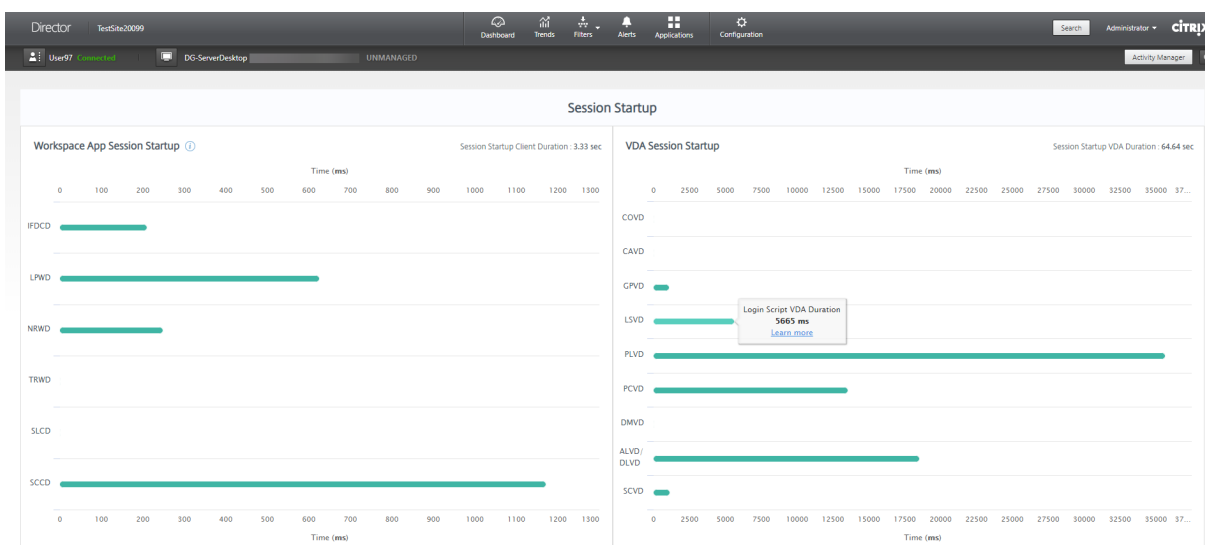 Director TestSite20099 Dashboard Trends Filters Alerts Applications Configuration Search Administrator CİTRIX
User97 Connected DG-ServerDesktop UNMANAGED Activity Manager
Session Startup
Workspace App Session Startup Session Startup Client Duration : 3.33 sec
Time (ms)
0 100 200 300 400 500 600 700 800 900 1000 1100 1200 1300
IFDCD
LPWD
NRWD
TRWD
SLCD
SCCD
0 100 200 300 400 500 600 700 800 900 1000 1100 1200 1300
Time (ms)
VDA Session Startup Session Startup VDA Duration : 64.64 sec
Time (ms)
0 2500 5000 7500 10000 12500 15000 17500 20000 22500 25000 27500 30000 32500 35000 37...
COVD
CAVD
GPVD
LSVD
Login Script VDA Duration
5665 ms
Learn more
PLVD
PCVD
DMVD
ALVD/
DLVD
SCVD
0 2500 5000 7500 10000 12500 15000 17500 20000 22500 25000 27500 30000 32500 35000 37...
Time (ms)